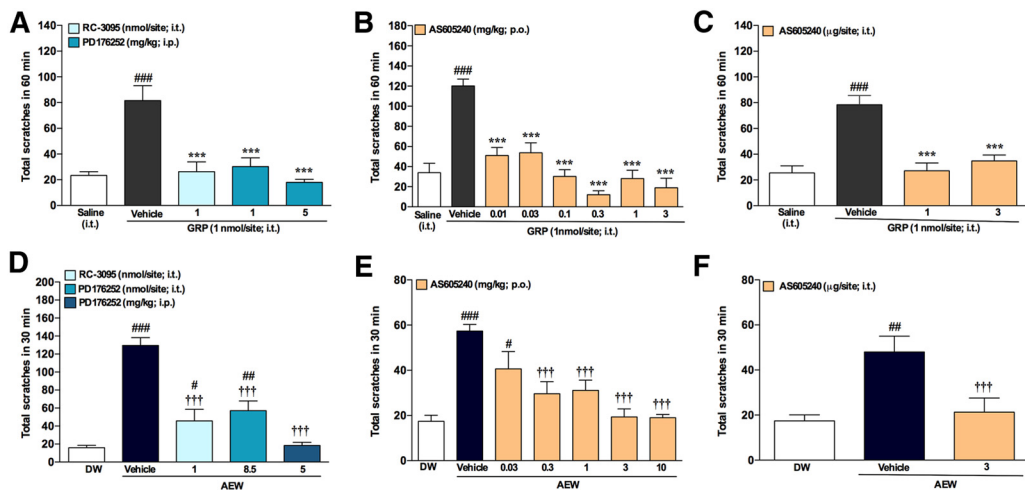 A
RC-3095 (nmol/site; i.t.)
PD176252 (mg/kg; i.p.)
Total scratches in 60 min
140
120
100
80
60
40
20
0
###
***
***
***
Saline
(i.t.)
Vehicle
1
1
5
GRP (1 nmol/site; i.t.)
B
AS605240 (mg/kg; p.o.)
Total scratches in 60 min
180
160
140
120
100
80
60
40
20
0
###
***
***
***
***
***
***
Saline
(i.t.)
Vehicle
0.01
0.03
0.1
0.3
1
3
GRP (1nmol/site; i.t.)
C
AS605240 (µg/site; i.t.)
Total scratches in 60 min
140
120
100
80
60
40
20
0
###
***
***
Saline
(i.t.)
Vehicle
1
3
GRP (1 nmol/site; i.t.)
D
RC-3095 (nmol/site; i.t.)
PD176252 (nmol/site; i.t.)
PD176252 (mg/kg; i.p.)
Total scratches in 30 min
200
180
160
140
120
100
80
60
40
20
0
###
#
†††
##
†††
†††
DW
Vehicle
1
8.5
5
AEW
E
AS605240 (mg/kg; p.o.)
Total scratches in 30 min
80
60
40
20
0
###
#
†††
†††
†††
†††
DW
Vehicle
0.03
0.3
1
3
10
AEW
F
AS605240 (µg/site; i.t.)
Total scratches in 30 min
80
60
40
20
0
##
†††
DW
Vehicle
3
AEW